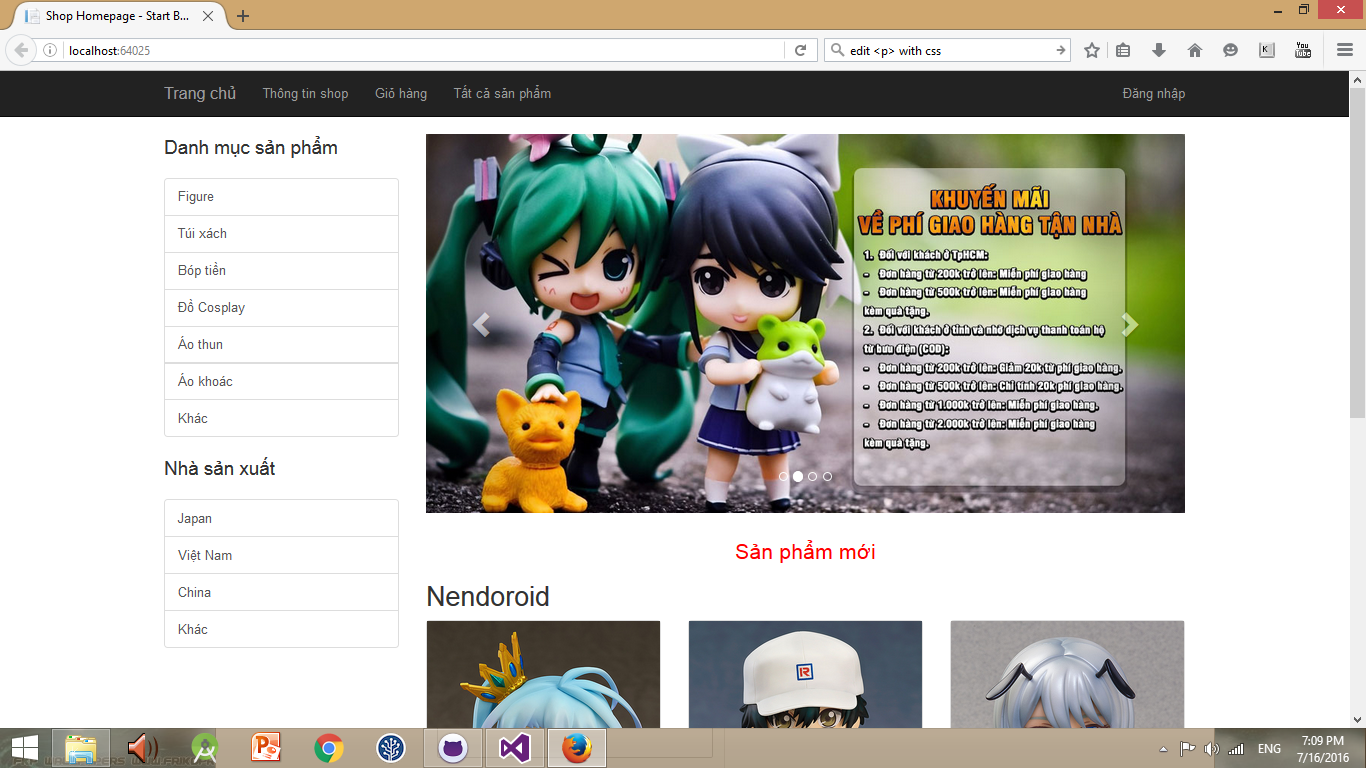 Shop Homepage - Start B...
localhost:64025
edit <p> with css
K
You
Tube
Trang chủ
Thông tin shop
Giỏ hàng
Tất cả sản phẩm
Đăng nhập
Danh mục sản phẩm
Figure
Túi xách
Bóp tiền
Đồ Cosplay
Áo thun
Áo khoác
Khác
Nhà sản xuất
Japan
Việt Nam
China
Khác
KHUYẾN MÃI
VỀ PHÍ GIAO HÀNG TẬN NHÀ
1. Đối với khách ở TpHCM:
- Đơn hàng từ 200k trở lên: Miễn phí giao hàng
- Đơn hàng từ 500k trở lên: Miễn phí giao hàng
kèm quà tặng.
2. Đối với khách ở tỉnh và nhờ dịch vụ thanh toán hộ
từ bưu điện (COD):
- Đơn hàng từ 200k trở lên: Giảm 20k từ phí giao hàng.
- Đơn hàng từ 500k trở lên: Chỉ tính 20k phí giao hàng.
- Đơn hàng từ 1.000k trở lên: Miễn phí giao hàng.
- Đơn hàng từ 2.000k trở lên: Miễn phí giao hàng
kèm quà tặng.
Sản phẩm mới
Nendoroid
R
ENG
7:09 PM
7/16/2016